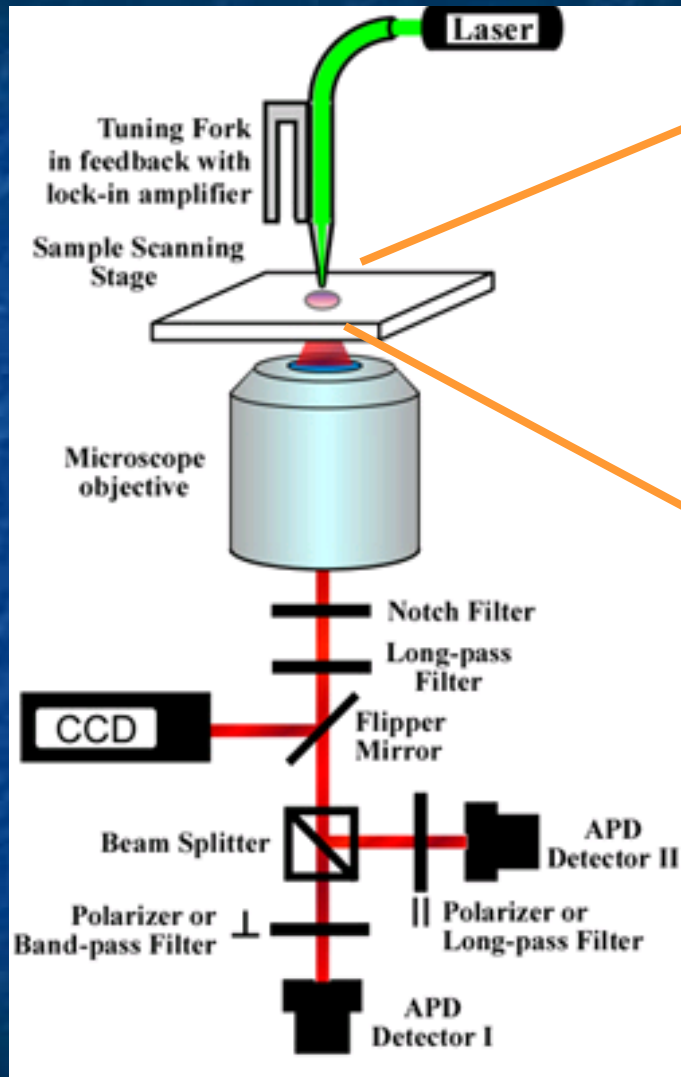 Laser
Tuning Fork
in feedback with
lock-in amplifier
Sample Scanning
Stage
Microscope
objective
Notch Filter
Long-pass
Filter
CCD
Flipper
Mirror
Beam Splitter
APD
Detector II
Polarizer or
Band-pass Filter
⊥
|| Polarizer or
Long-pass Filter
APD
Detector I